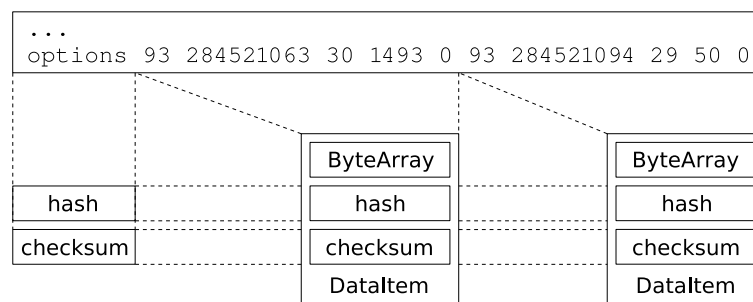 ...
options 93 284521063 30 1493 0 93 284521094 29 50 0
ByteArray ByteArray
hash hash hash
checksum checksum checksum
DataItem DataItem